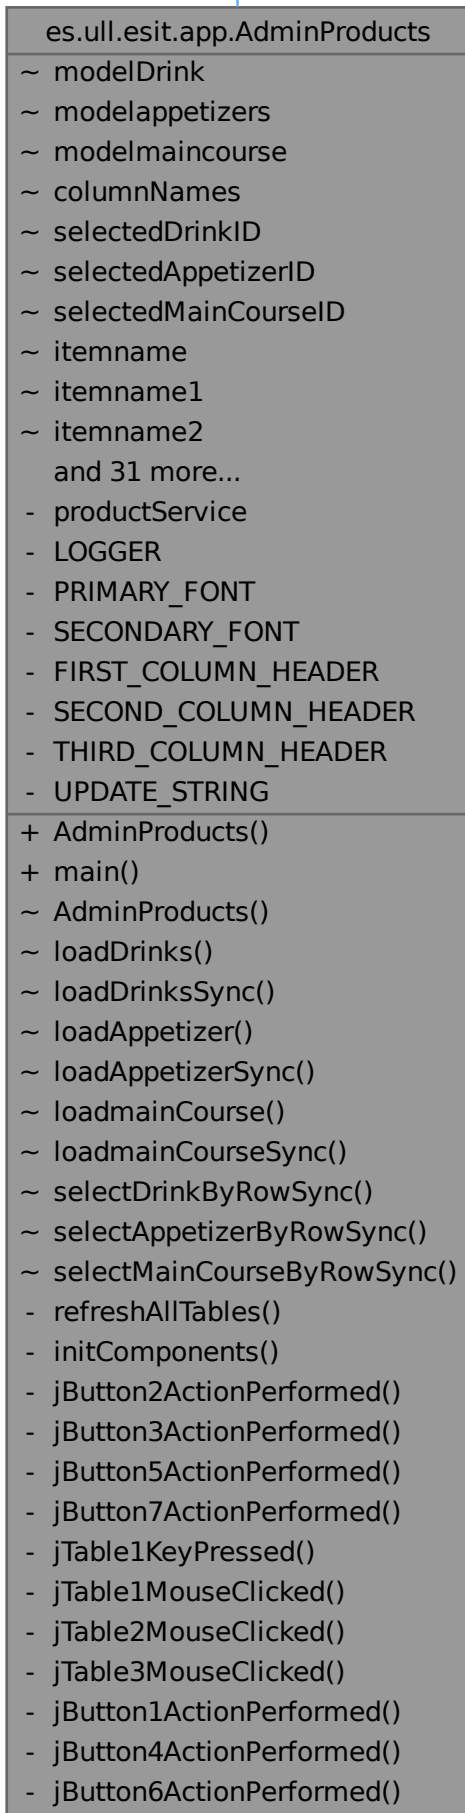 es.ull.esit.app.AdminProducts
~ modelDrink
~ modelappetizers
~ modelmaincourse
~ columnNames
~ selectedDrinkID
~ selectedAppetizerID
~ selectedMainCourseID
~ itemname
~ itemname1
~ itemname2
and 31 more...
- productService
- LOGGER
- PRIMARY_FONT
- SECONDARY_FONT
- FIRST_COLUMN_HEADER
- SECOND_COLUMN_HEADER
- THIRD_COLUMN_HEADER
- UPDATE_STRING
+ AdminProducts()
+ main()
~ AdminProducts()
~ loadDrinks()
~ loadDrinksSync()
~ loadAppetizer()
~ loadAppetizerSync()
~ loadmainCourse()
~ loadmainCourseSync()
~ selectDrinkByRowSync()
~ selectAppetizerByRowSync()
~ selectMainCourseByRowSync()
- refreshAllTables()
- initComponents()
- jButton2ActionPerformed()
- jButton3ActionPerformed()
- jButton5ActionPerformed()
- jButton7ActionPerformed()
- jTable1KeyPressed()
- jTable1MouseClicked()
- jTable2MouseClicked()
- jTable3MouseClicked()
- jButton1ActionPerformed()
- jButton4ActionPerformed()
- jButton6ActionPerformed()